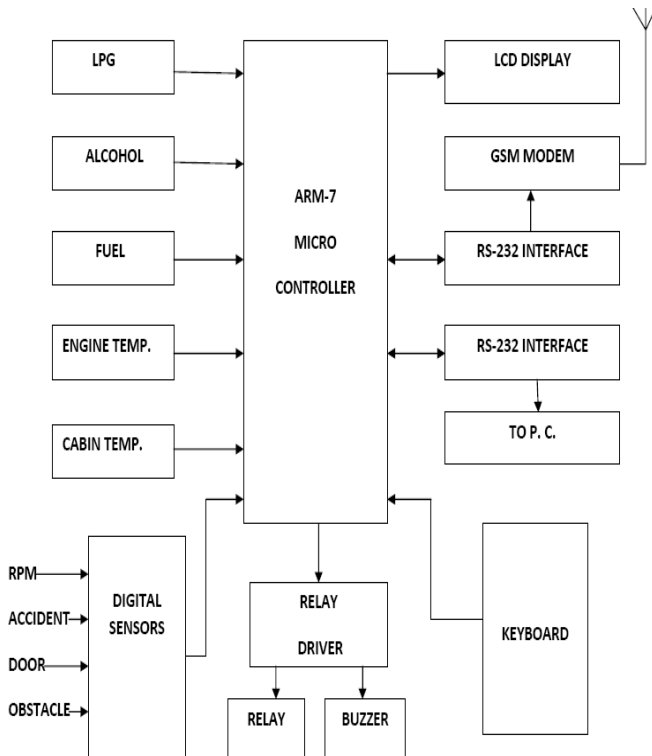 LPG
ALCOHOL
FUEL
ENGINE TEMP.
CABIN TEMP.
RPM
ACCIDENT
DOOR
OBSTACLE
DIGITAL
SENSORS
ARM-7
MICRO
CONTROLLER
RELAY
DRIVER
RELAY
BUZZER
LCD DISPLAY
GSM MODEM
RS-232 INTERFACE
RS-232 INTERFACE
TO P. C.
KEYBOARD